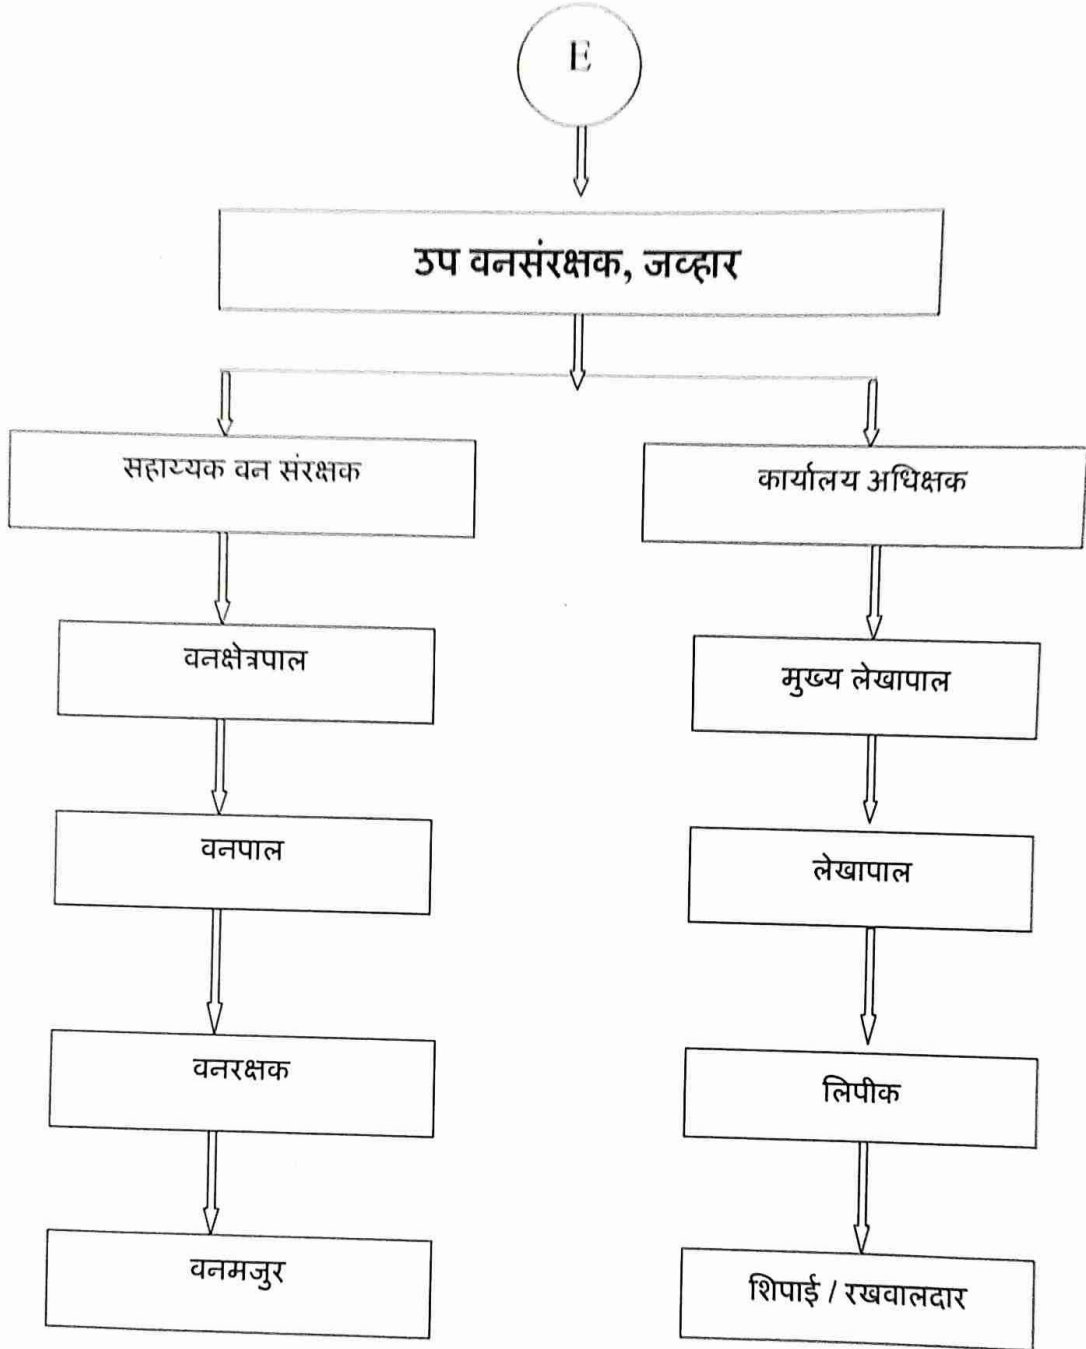 E
उप वनसंरक्षक, जव्हार
सहाय्यक वन संरक्षक
कार्यालय अधिक्षक
वनक्षेत्रपाल
मुख्य लेखापाल
वनपाल
लेखापाल
वनरक्षक
लिपीक
वनमजुर
शिपाई / रखवालदार